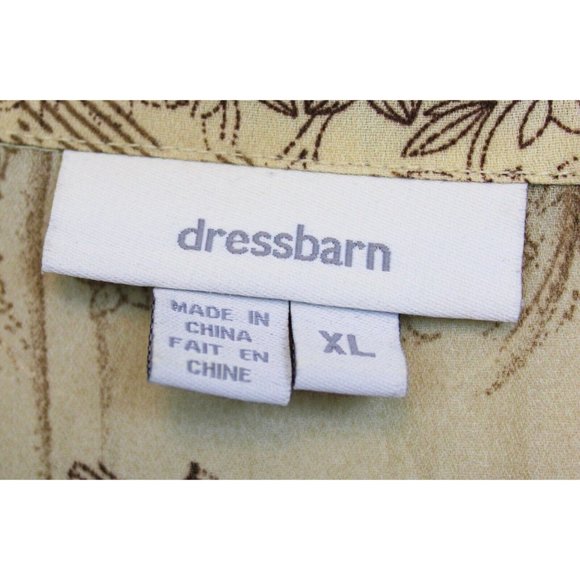 dressbarn
MADE IN
CHINA
FAIT EN
CHINE
XL